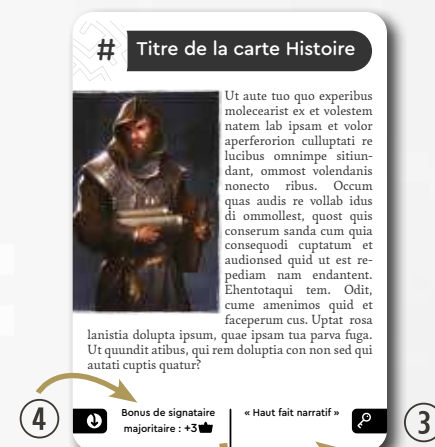 # Titre de la carte Histoire
Ut aute tuo quo experibus
molecearist ex et volestem
natem lab ipsam et volor
aperferorion culluptati re
lucibus omnimpe sitiun-
dant, ommost volendanis
nonecto ribus. Occum
quas audis re vollab idus
di ommollest, quost quis
conserum sanda cum quia
consequodi cuptatum et
audionsed quid ut est re-
pediam nam endantent.
Ehentotaqui tem. Odit,
cume amenimos quid et
faceperum cus. Uptat rosa
lanistia dolupta ipsum, quae ipsam tua parva fuga.
Ut quundit atibus, qui rem doluptia con non sed qui
autati cuptis quatur?
4
Bonus de signataire
majoritaire : +3
« Haut fait narratif »
3